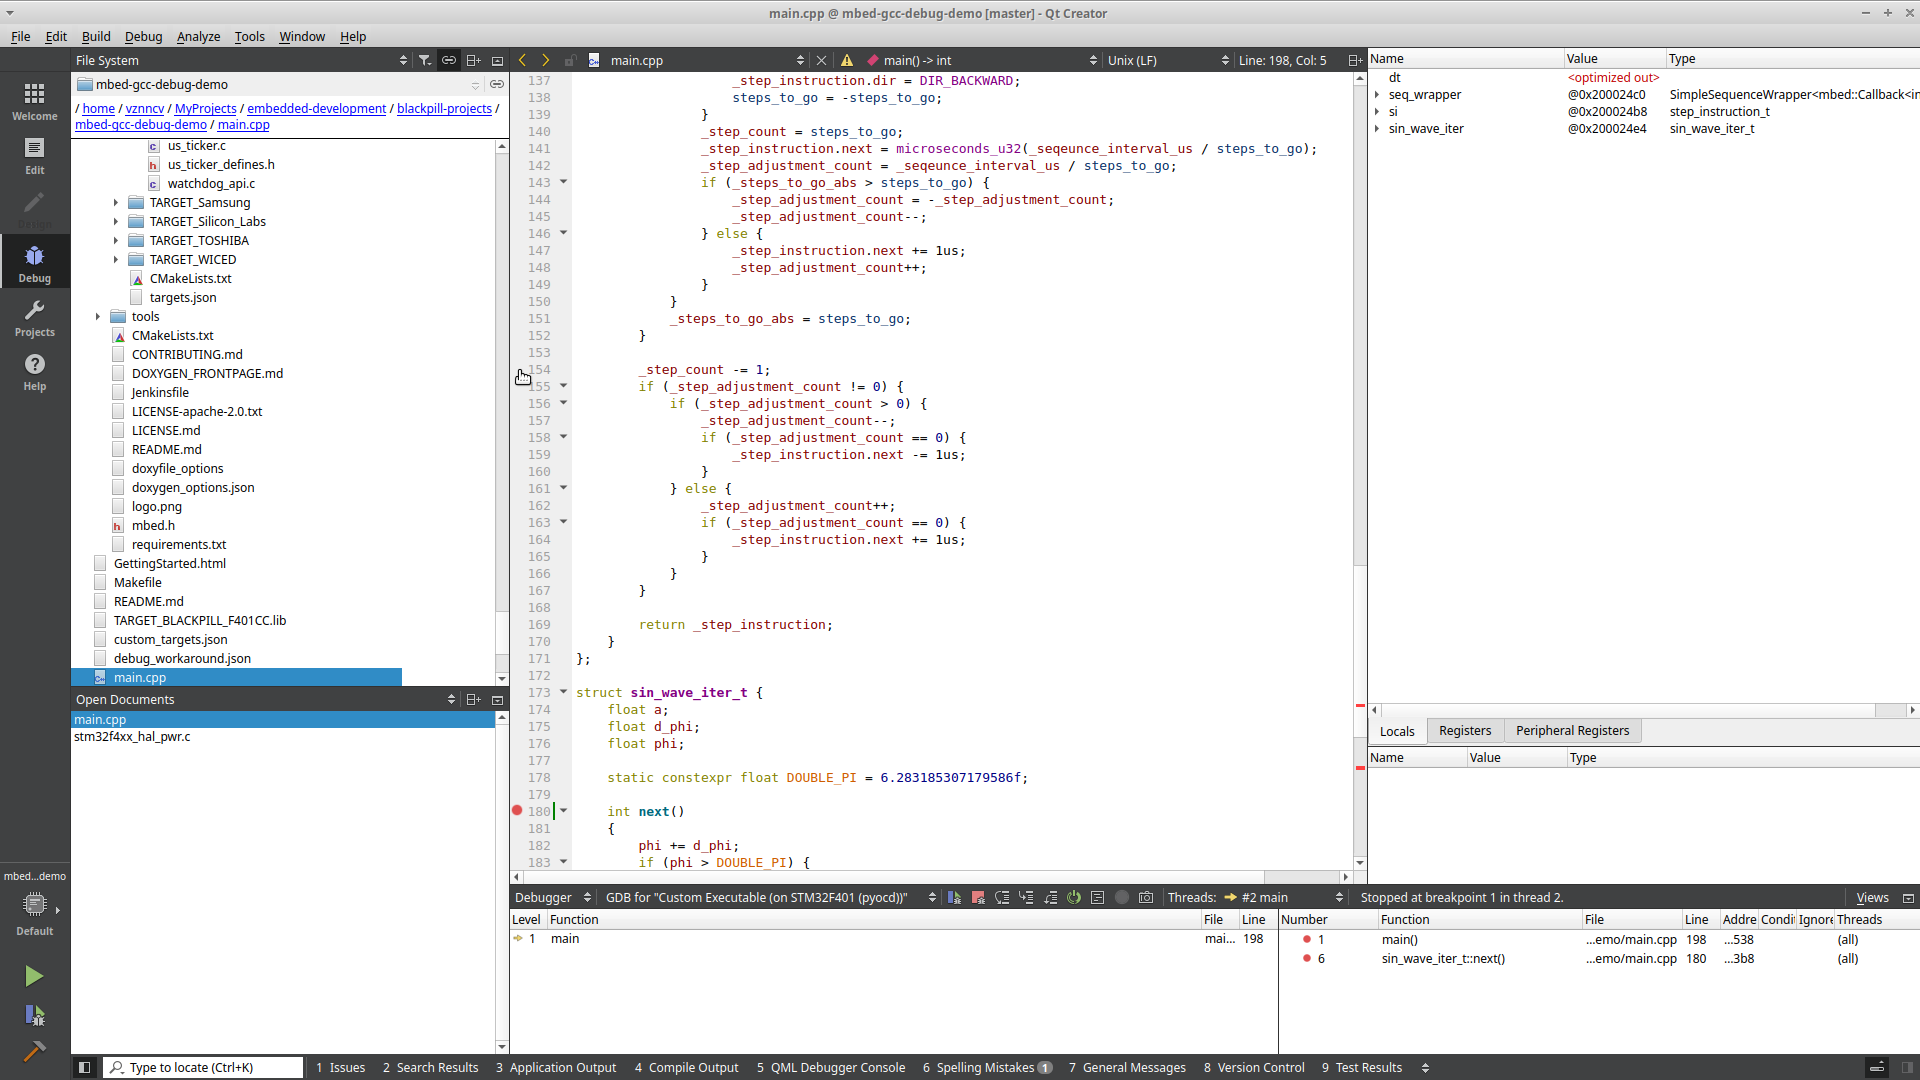 main.cpp @ mbed-gcc-debug-demo [master] - Qt Creator
File Edit Build Debug Analyze Tools Window Help
Welcome
Edit
Design
Debug
Projects
Help
mbed...demo
Default
File System
mbed-gcc-debug-demo
/ home / vznncv / MyProjects / embedded-development / blackpill-projects /
mbed-gcc-debug-demo / main.cpp
us_ticker.c
us_ticker_defines.h
watchdog_api.c
TARGET_Samsung
TARGET_Silicon_Labs
TARGET_TOSHIBA
TARGET_WICED
CMakeLists.txt
targets.json
tools
CMakeLists.txt
CONTRIBUTING.md
DOXYGEN_FRONTPAGE.md
Jenkinsfile
LICENSE-apache-2.0.txt
LICENSE.md
README.md
doxyfile_options
doxygen_options.json
logo.png
mbed.h
requirements.txt
GettingStarted.html
Makefile
README.md
TARGET_BLACKPILL_F401CC.lib
custom_targets.json
debug_workaround.json
main.cpp
Open Documents
main.cpp
stm32f4xx_hal_pwr.c
main.cpp main() -> int Unix (LF) Line: 198, Col: 5
137 _step_instruction.dir = DIR_BACKWARD;
138 steps_to_go = -steps_to_go;
139 }
140 _step_count = steps_to_go;
141 _step_instruction.next = microseconds_u32(_seqeunce_interval_us / steps_to_go);
142 _step_adjustment_count = _seqeunce_interval_us / steps_to_go;
143 if (_steps_to_go_abs > steps_to_go) {
144 _step_adjustment_count = -_step_adjustment_count;
145 _step_adjustment_count--;
146 } else {
147 _step_instruction.next += 1us;
148 _step_adjustment_count++;
149 }
150 }
151 _steps_to_go_abs = steps_to_go;
152 }
153
154 _step_count -= 1;
155 if (_step_adjustment_count != 0) {
156 if (_step_adjustment_count > 0) {
157 _step_adjustment_count--;
158 if (_step_adjustment_count == 0) {
159 _step_instruction.next -= 1us;
160 }
161 } else {
162 _step_adjustment_count++;
163 if (_step_adjustment_count == 0) {
164 _step_instruction.next += 1us;
165 }
166 }
167 }
168
169 return _step_instruction;
170 }
171 };
172
173 struct sin_wave_iter_t {
174 float a;
175 float d_phi;
176 float phi;
177
178 static constexpr float DOUBLE_PI = 6.283185307179586f;
179
180 int next()
181 {
182 phi += d_phi;
183 if (phi > DOUBLE_PI) {
Name Value Type
dt <optimized out>
seq_wrapper @0x200024c0 SimpleSequenceWrapper<mbed::Callback<in
si @0x200024b8 step_instruction_t
sin_wave_iter @0x200024e4 sin_wave_iter_t
Locals Registers Peripheral Registers
Name Value Type
Debugger GDB for "Custom Executable (on STM32F401 (pyocd))" Threads: #2 main Stopped at breakpoint 1 in thread 2. Views
Level Function File Line
1 main mai... 198
Number Function File Line Addre Condi Ignore Threads
1 main() ...emo/main.cpp 198 ...538 (all)
6 sin_wave_iter_t::next() ...emo/main.cpp 180 ...3b8 (all)
Type to locate (Ctrl+K) 1 Issues 2 Search Results 3 Application Output 4 Compile Output 5 QML Debugger Console 6 Spelling Mistakes 1 7 General Messages 8 Version Control 9 Test Results